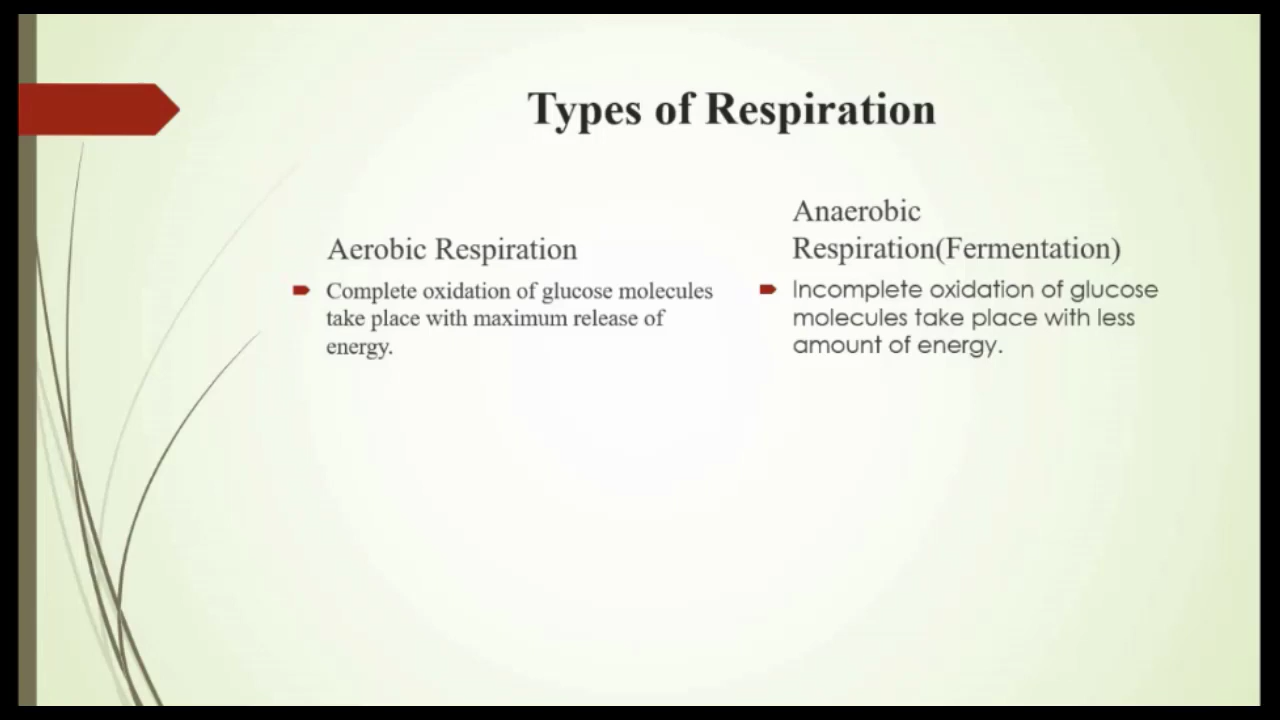 Types of Respiration
Aerobic Respiration
Complete oxidation of glucose molecules
take place with maximum release of
energy.
Anaerobic
Respiration(Fermentation)
Incomplete oxidation of glucose
molecules take place with less
amount of energy.